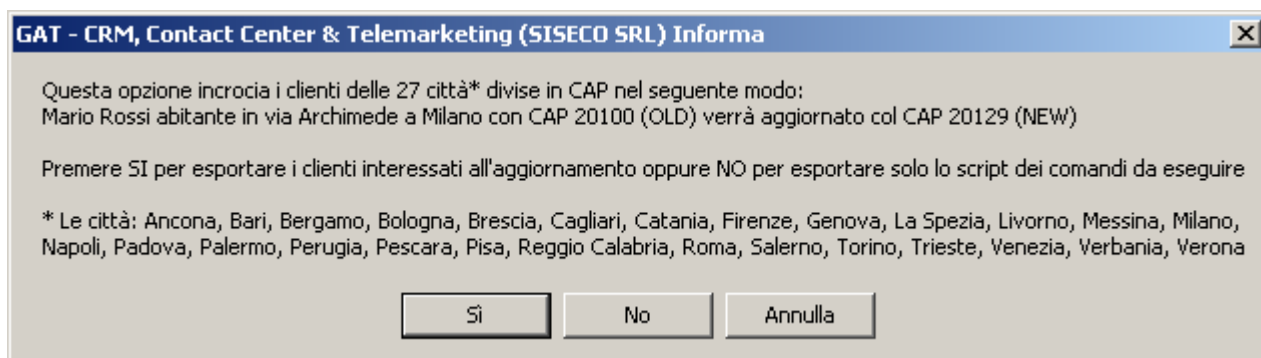 GAT - CRM, Contact Center & Telemarketing (SISECO SRL) Informa
Questa opzione incrocia i clienti delle 27 città* divise in CAP nel seguente modo:
Mario Rossi abitante in via Archimede a Milano con CAP 20100 (OLD) verrà aggiornato col CAP 20129 (NEW)
Premere SI per esportare i clienti interessati all'aggiornamento oppure NO per esportare solo lo script dei comandi da eseguire
* Le città: Ancona, Bari, Bergamo, Bologna, Brescia, Cagliari, Catania, Firenze, Genova, La Spezia, Livorno, Messina, Milano,
Napoli, Padova, Palermo, Perugia, Pescara, Pisa, Reggio Calabria, Roma, Salerno, Torino, Trieste, Venezia, Verbania, Verona
Sì No Annulla